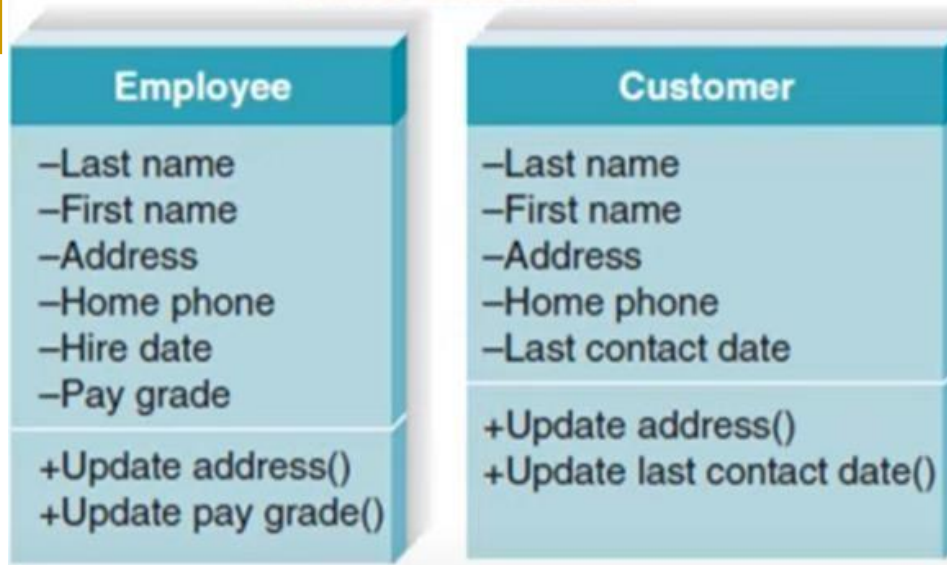 Employee
–Last name
–First name
–Address
–Home phone
–Hire date
–Pay grade
+Update address()
+Update pay grade()
Customer
–Last name
–First name
–Address
–Home phone
–Last contact date
+Update address()
+Update last contact date()